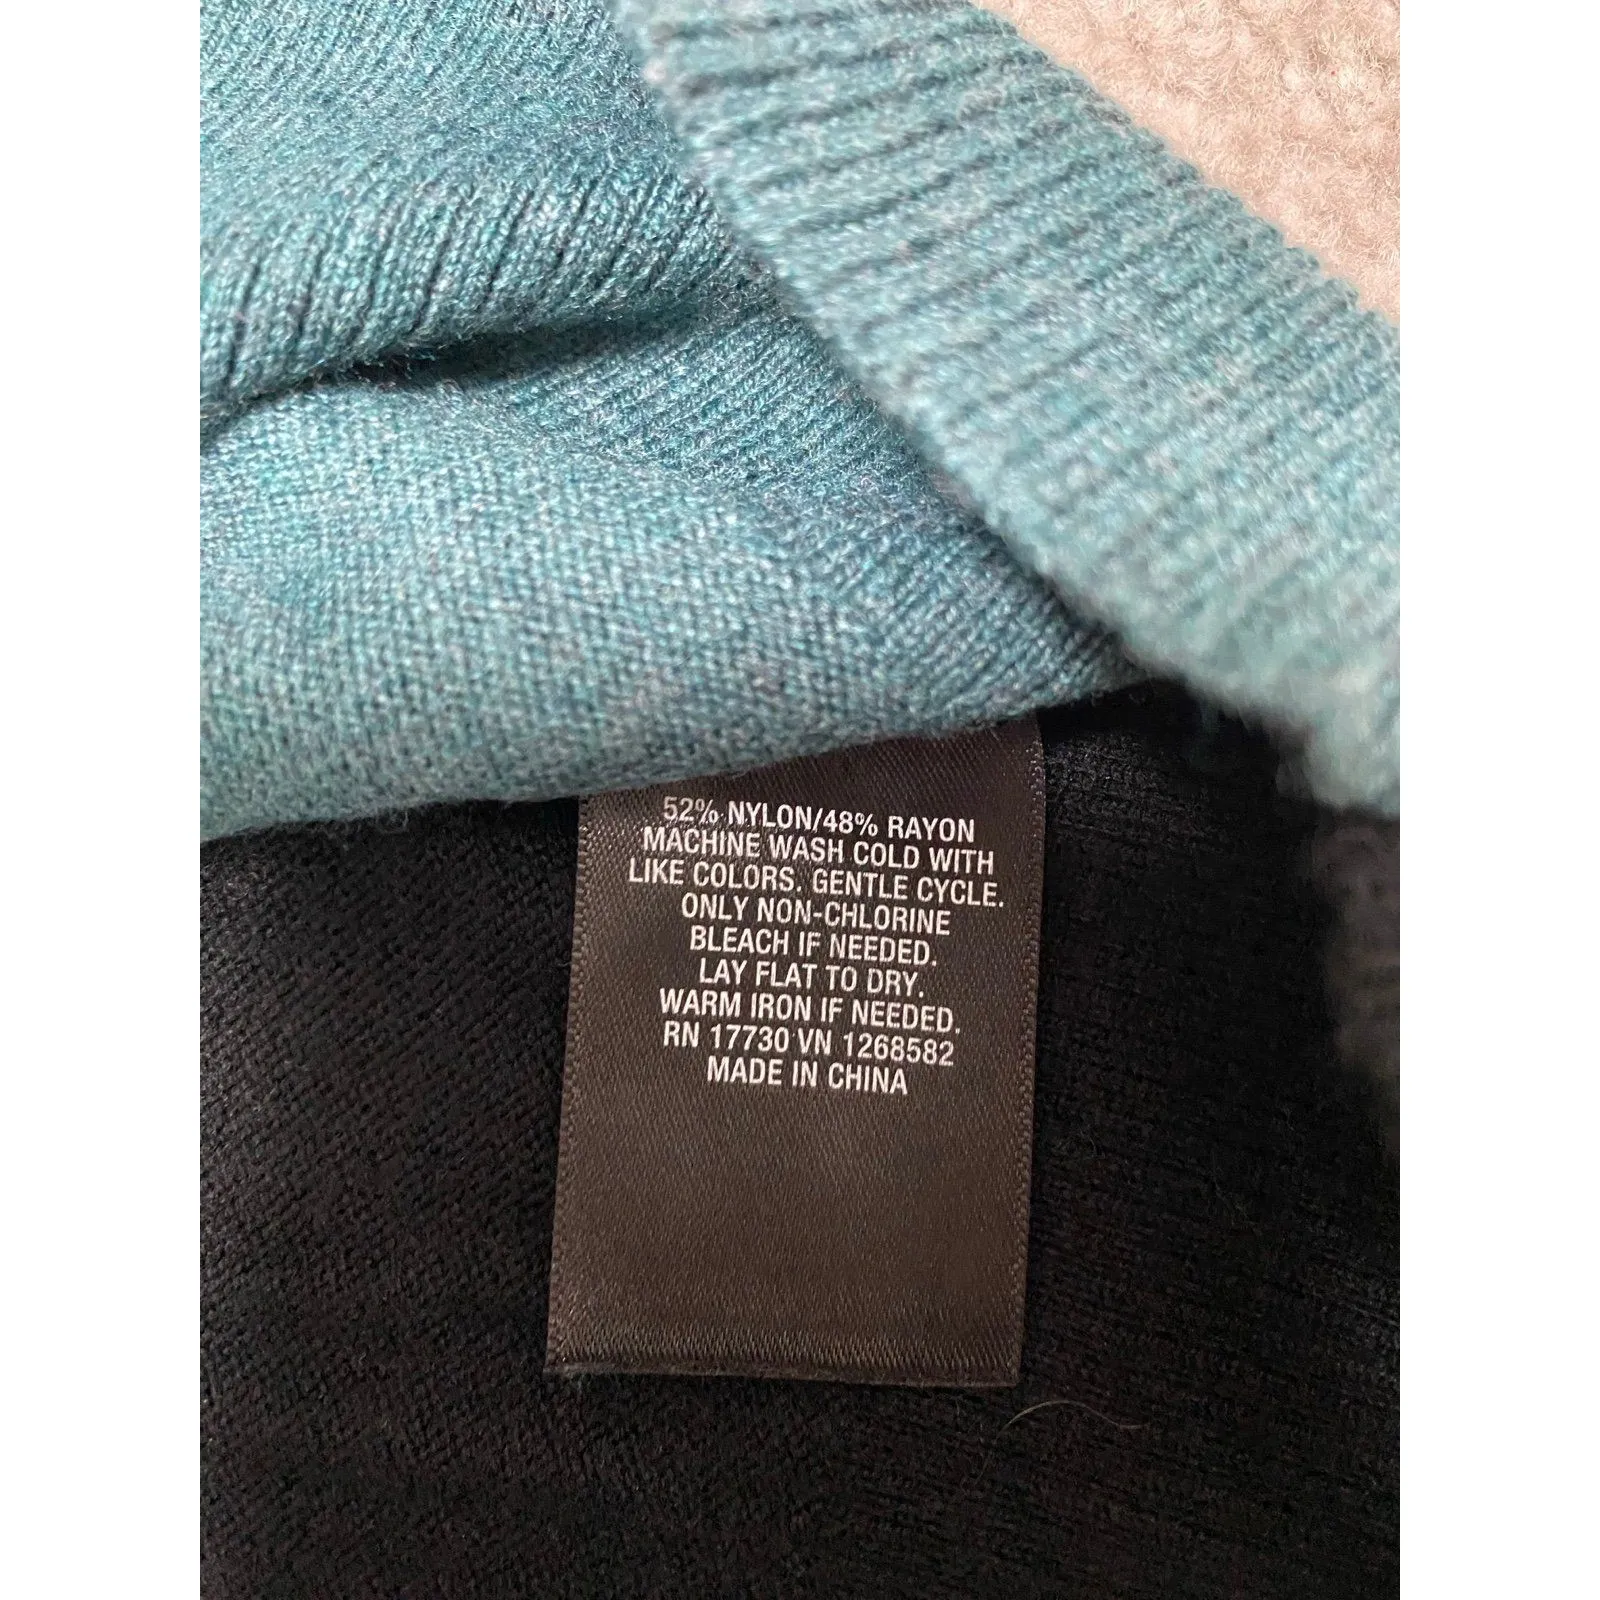 52% NYLON/48% RAYON
MACHINE WASH COLD WITH
LIKE COLORS. GENTLE CYCLE.
ONLY NON-CHLORINE
BLEACH IF NEEDED.
LAY FLAT TO DRY.
WARM IRON IF NEEDED.
RN 17730 VN 1268582
MADE IN CHINA